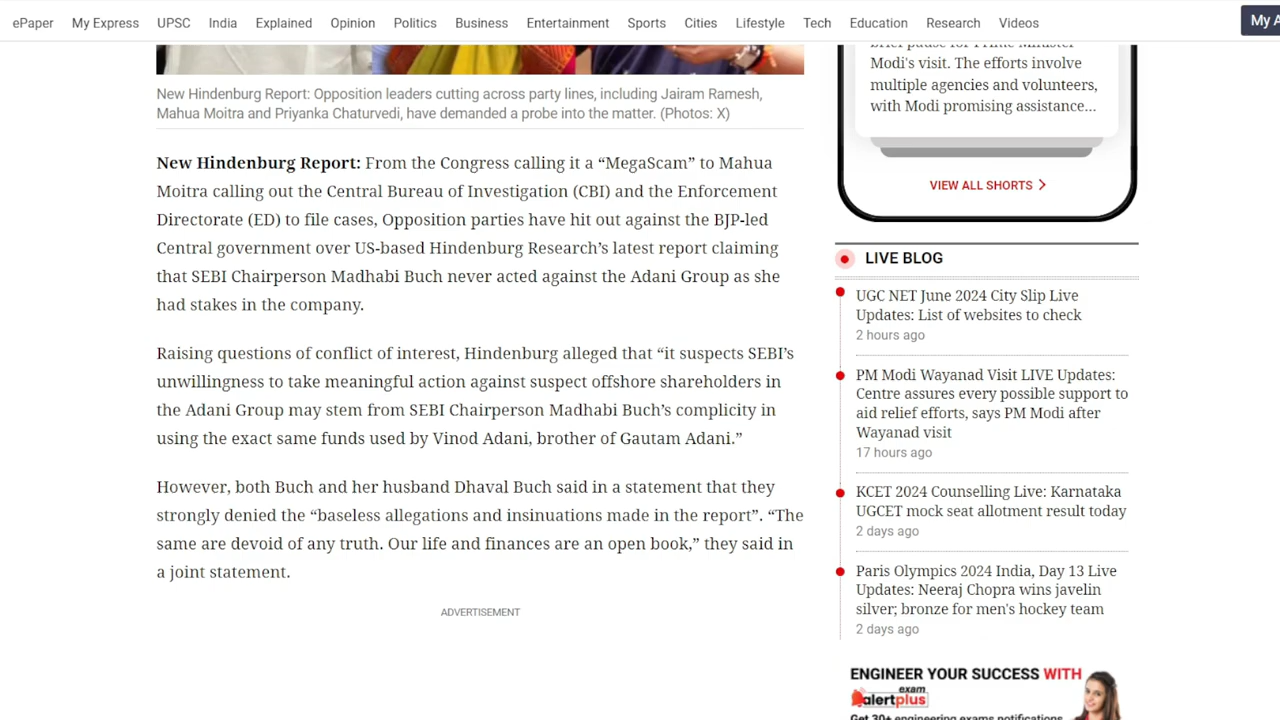 ePaper My Express UPSC India Explained Opinion Politics Business Entertainment Sports Cities Lifestyle Tech Education Research Videos My A
New Hindenburg Report: Opposition leaders cutting across party lines, including Jairam Ramesh,
Mahua Moitra and Priyanka Chaturvedi, have demanded a probe into the matter. (Photos: X)
New Hindenburg Report: From the Congress calling it a “MegaScam” to Mahua
Moitra calling out the Central Bureau of Investigation (CBI) and the Enforcement
Directorate (ED) to file cases, Opposition parties have hit out against the BJP-led
Central government over US-based Hindenburg Research’s latest report claiming
that SEBI Chairperson Madhabi Buch never acted against the Adani Group as she
had stakes in the company.
Raising questions of conflict of interest, Hindenburg alleged that “it suspects SEBI’s
unwillingness to take meaningful action against suspect offshore shareholders in
the Adani Group may stem from SEBI Chairperson Madhabi Buch’s complicity in
using the exact same funds used by Vinod Adani, brother of Gautam Adani.”
However, both Buch and her husband Dhaval Buch said in a statement that they
strongly denied the “baseless allegations and insinuations made in the report”. “The
same are devoid of any truth. Our life and finances are an open book,” they said in
a joint statement.
ADVERTISEMENT
brief pause for Prime Minister
Modi's visit. The efforts involve
multiple agencies and volunteers,
with Modi promising assistance...
VIEW ALL SHORTS
LIVE BLOG
UGC NET June 2024 City Slip Live
Updates: List of websites to check
2 hours ago
PM Modi Wayanad Visit LIVE Updates:
Centre assures every possible support to
aid relief efforts, says PM Modi after
Wayanad visit
17 hours ago
KCET 2024 Counselling Live: Karnataka
UGCET mock seat allotment result today
2 days ago
Paris Olympics 2024 India, Day 13 Live
Updates: Neeraj Chopra wins javelin
silver; bronze for men's hockey team
2 days ago
ENGINEER YOUR SUCCESS WITH
exam
alertplus
Get 30+ engineering exams notifications